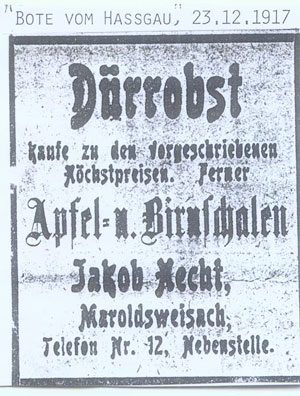 "BOTE VOM HASSGAU," 23.12.1917
Dürrobst
kaufe zu den vorgeschriebenen
Höchstpreisen. Ferner
Apfel- u. Birnschalen
Jakob Hecht,
Maroldsweisach,
Telefon Nr. 12, Nebenstelle.